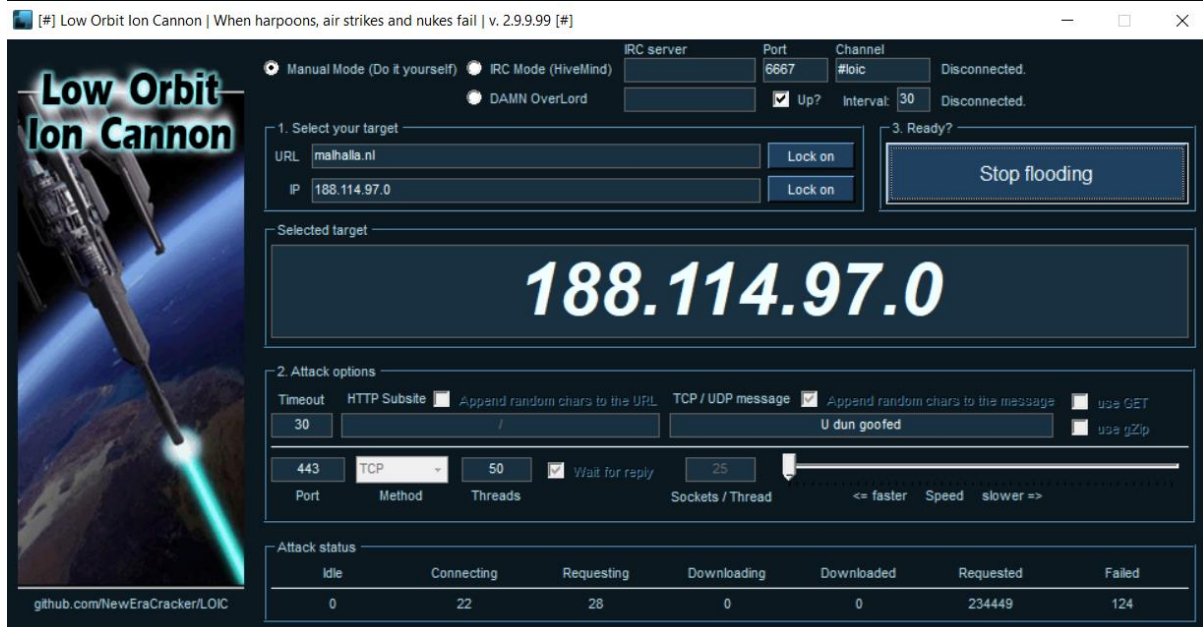 [#] Low Orbit Ion Cannon | When harpoons, air strikes and nukes fail | v. 2.9.9.99 [#]
Low Orbit
Ion Cannon
IRC server Port Channel
Manual Mode (Do it yourself) IRC Mode (HiveMind) 6667 #loic Disconnected.
DAMN OverLord Up? Interval: 30 Disconnected.
1. Select your target
URL malhalla.nl Lock on
IP 188.114.97.0 Lock on
3. Ready?
Stop flooding
Selected target
188.114.97.0
2. Attack options
Timeout HTTP Subsite Append random chars to the URL TCP / UDP message Append random chars to the message use GET
30 / U dun goofed use gZip
443 TCP 50 Wait for reply 25
Port Method Threads Sockets / Thread <= faster Speed slower =>
Attack status
Idle Connecting Requesting Downloading Downloaded Requested Failed
0 22 28 0 0 234449 124
github.com/NewEraCracker/LOIC